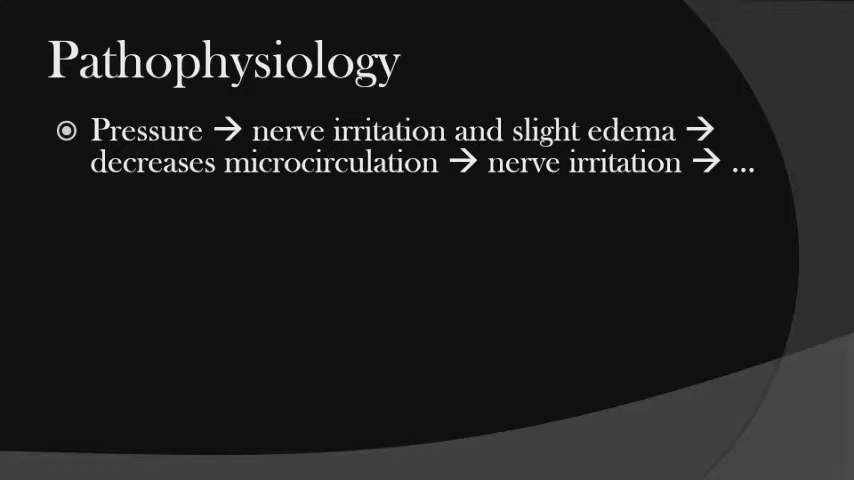 Pathophysiology
Pressure → nerve irritation and slight edema →
decreases microcirculation → nerve irritation → ...